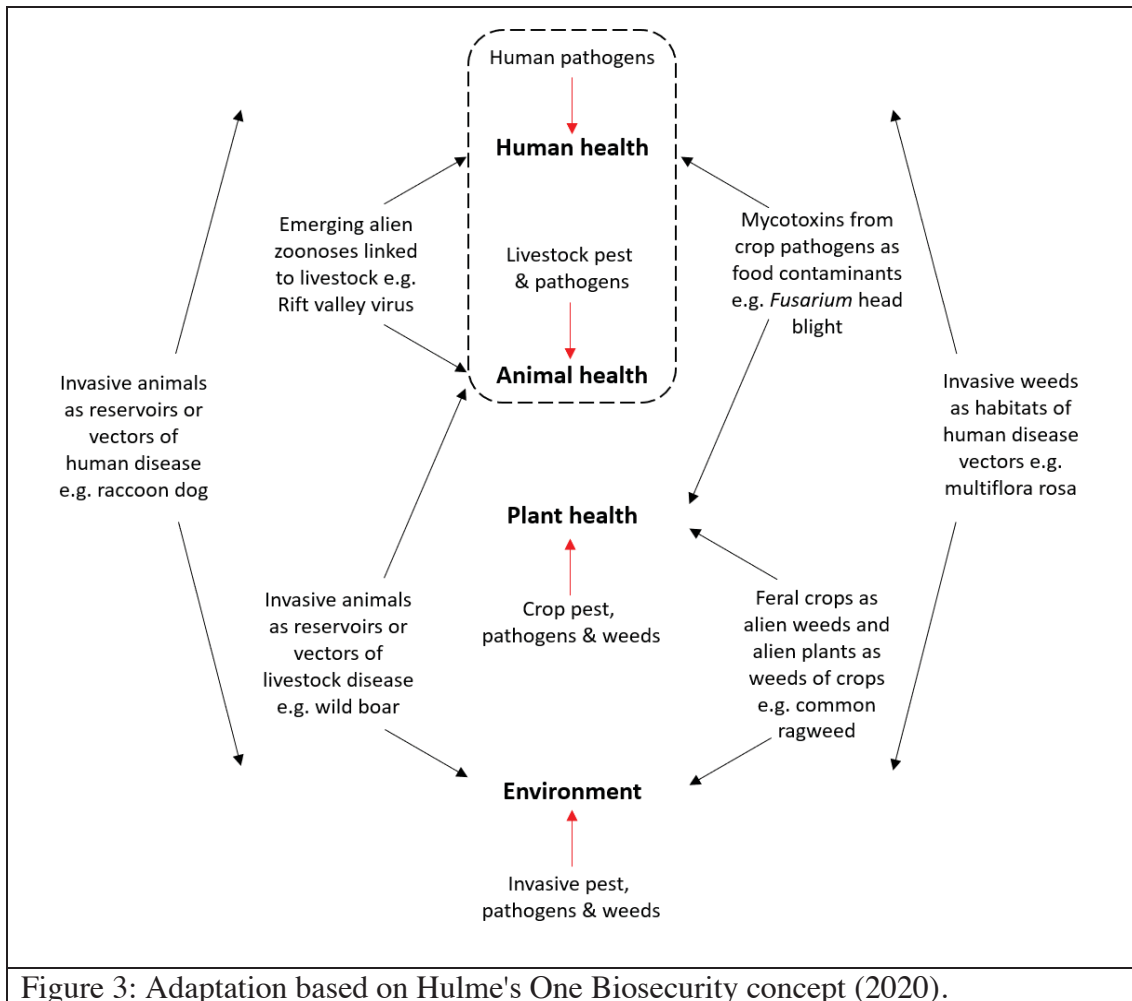 Human pathogens
Human health
Emerging alien
zoonoses linked
to livestock e.g.
Rift valley virus
Livestock pest
& pathogens
Mycotoxins from
crop pathogens as
food contaminants
e.g. Fusarium head
blight
Animal health
Invasive animals
as reservoirs or
vectors of
human disease
e.g. raccoon dog
Invasive weeds
as habitats of
human disease
vectors e.g.
multiflora rosa
Plant health
Invasive animals
as reservoirs or
vectors of
livestock disease
e.g. wild boar
Crop pest,
pathogens & weeds
Feral crops as
alien weeds and
alien plants as
weeds of crops
e.g. common
ragweed
Environment
Invasive pest,
pathogens & weeds
Figure 3: Adaptation based on Hulme's One Biosecurity concept (2020).